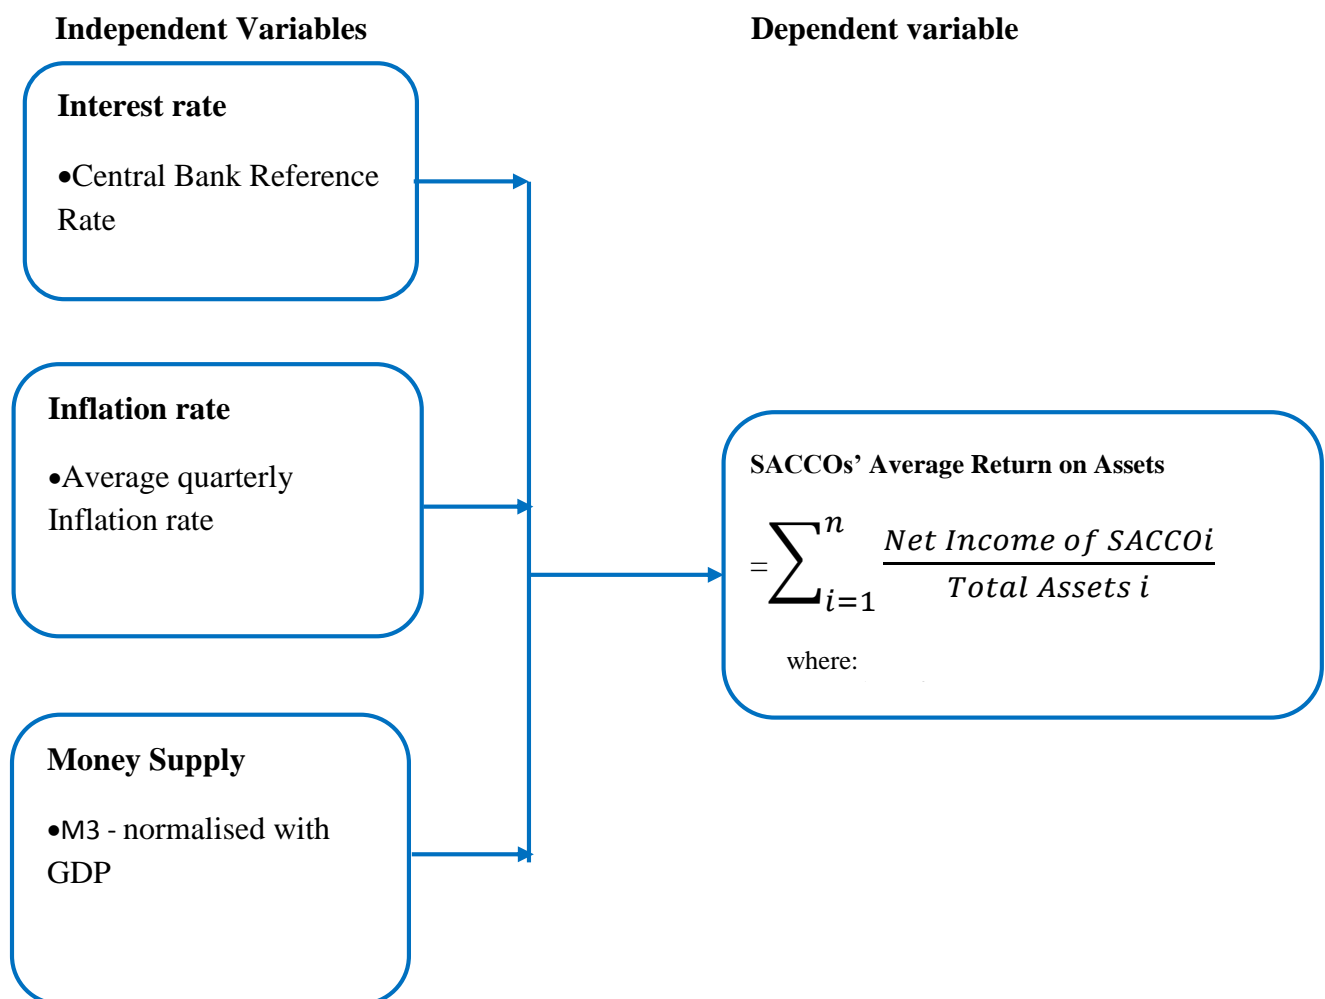 Independent Variables
Dependent variable
Interest rate
•Central Bank Reference
Rate
Inflation rate
•Average quarterly
Inflation rate
Money Supply
•M3 - normalised with
GDP
SACCOs’ Average Return on Assets
=∑ᵢ₌₁ⁿ Net Income of SACCOi / Total Assets i
where: